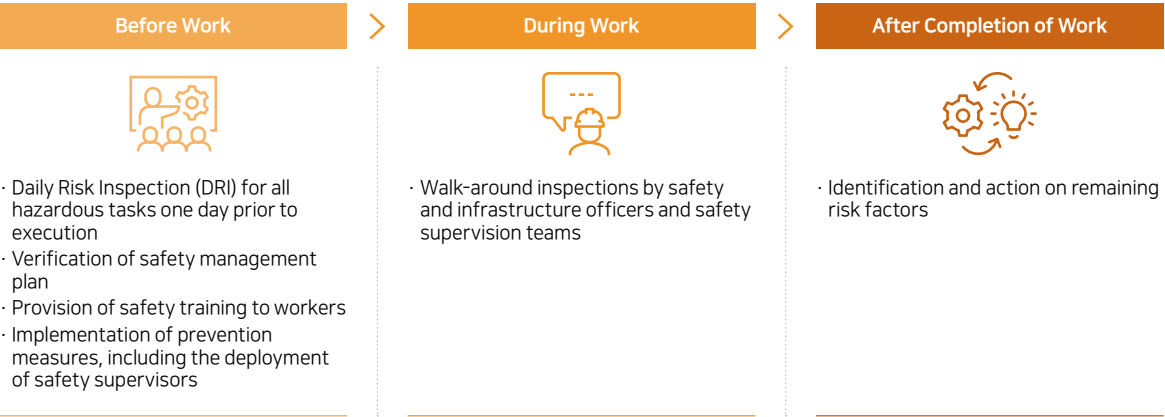 Before Work
· Daily Risk Inspection (DRI) for all
hazardous tasks one day prior to
execution
· Verification of safety management
plan
· Provision of safety training to workers
· Implementation of prevention
measures, including the deployment
of safety supervisors
During Work
· Walk-around inspections by safety
and infrastructure officers and safety
supervision teams
After Completion of Work
· Identification and action on remaining
risk factors